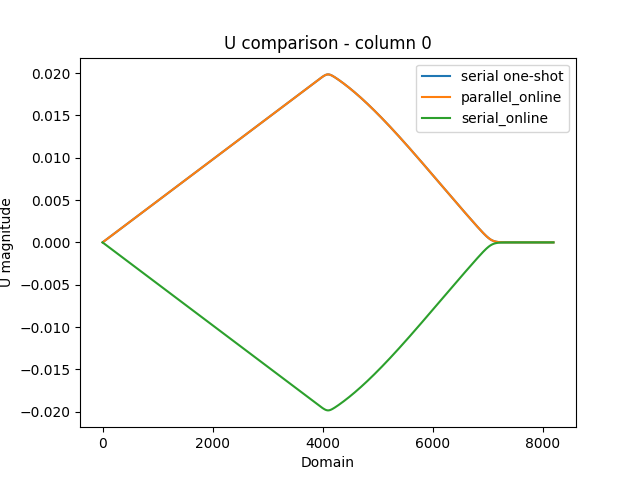 U comparison - column 0
serial one-shot
parallel_online
serial_online
0.020
0.015
0.010
0.005
0.000
−0.005
−0.010
−0.015
−0.020
U magnitude
0 2000 4000 6000 8000
Domain